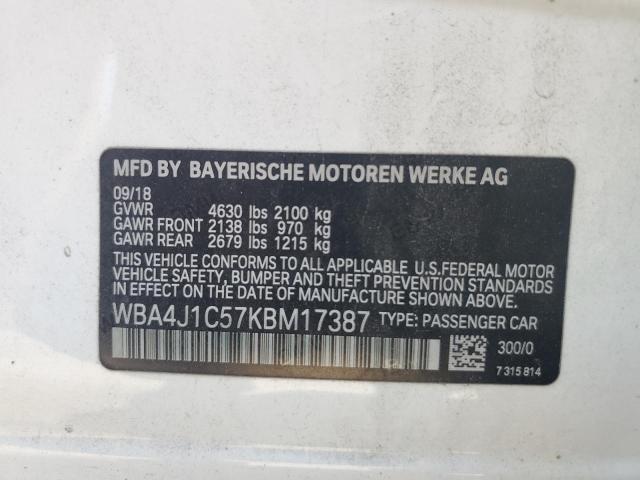 MFD BY BAYERISCHE MOTOREN WERKE AG
09/18
GVWR 4630 lbs 2100 kg
GAWR FRONT 2138 lbs 970 kg
GAWR REAR 2679 lbs 1215 kg
THIS VEHICLE CONFORMS TO ALL APPLICABLE U.S.FEDERAL MOTOR
VEHICLE SAFETY, BUMPER AND THEFT PREVENTION STANDARDS
IN EFFECT ON THE DATE OF MANUFACTURE SHOWN ABOVE.
WBA4J1C57KBM17387 TYPE: PASSENGER CAR
300/0
7 315 814